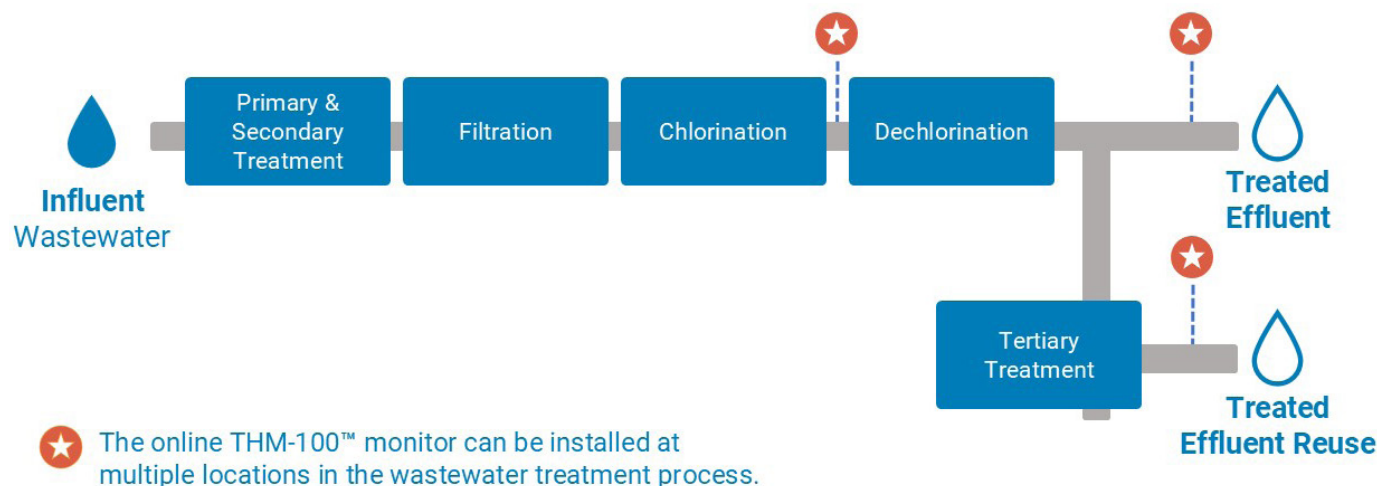 Primary &
Secondary
Treatment
Filtration
Chlorination
Dechlorination
Influent
Wastewater
Treated
Effluent
Tertiary
Treatment
Treated
Effluent Reuse
The online THM-100™ monitor can be installed at
multiple locations in the wastewater treatment process.